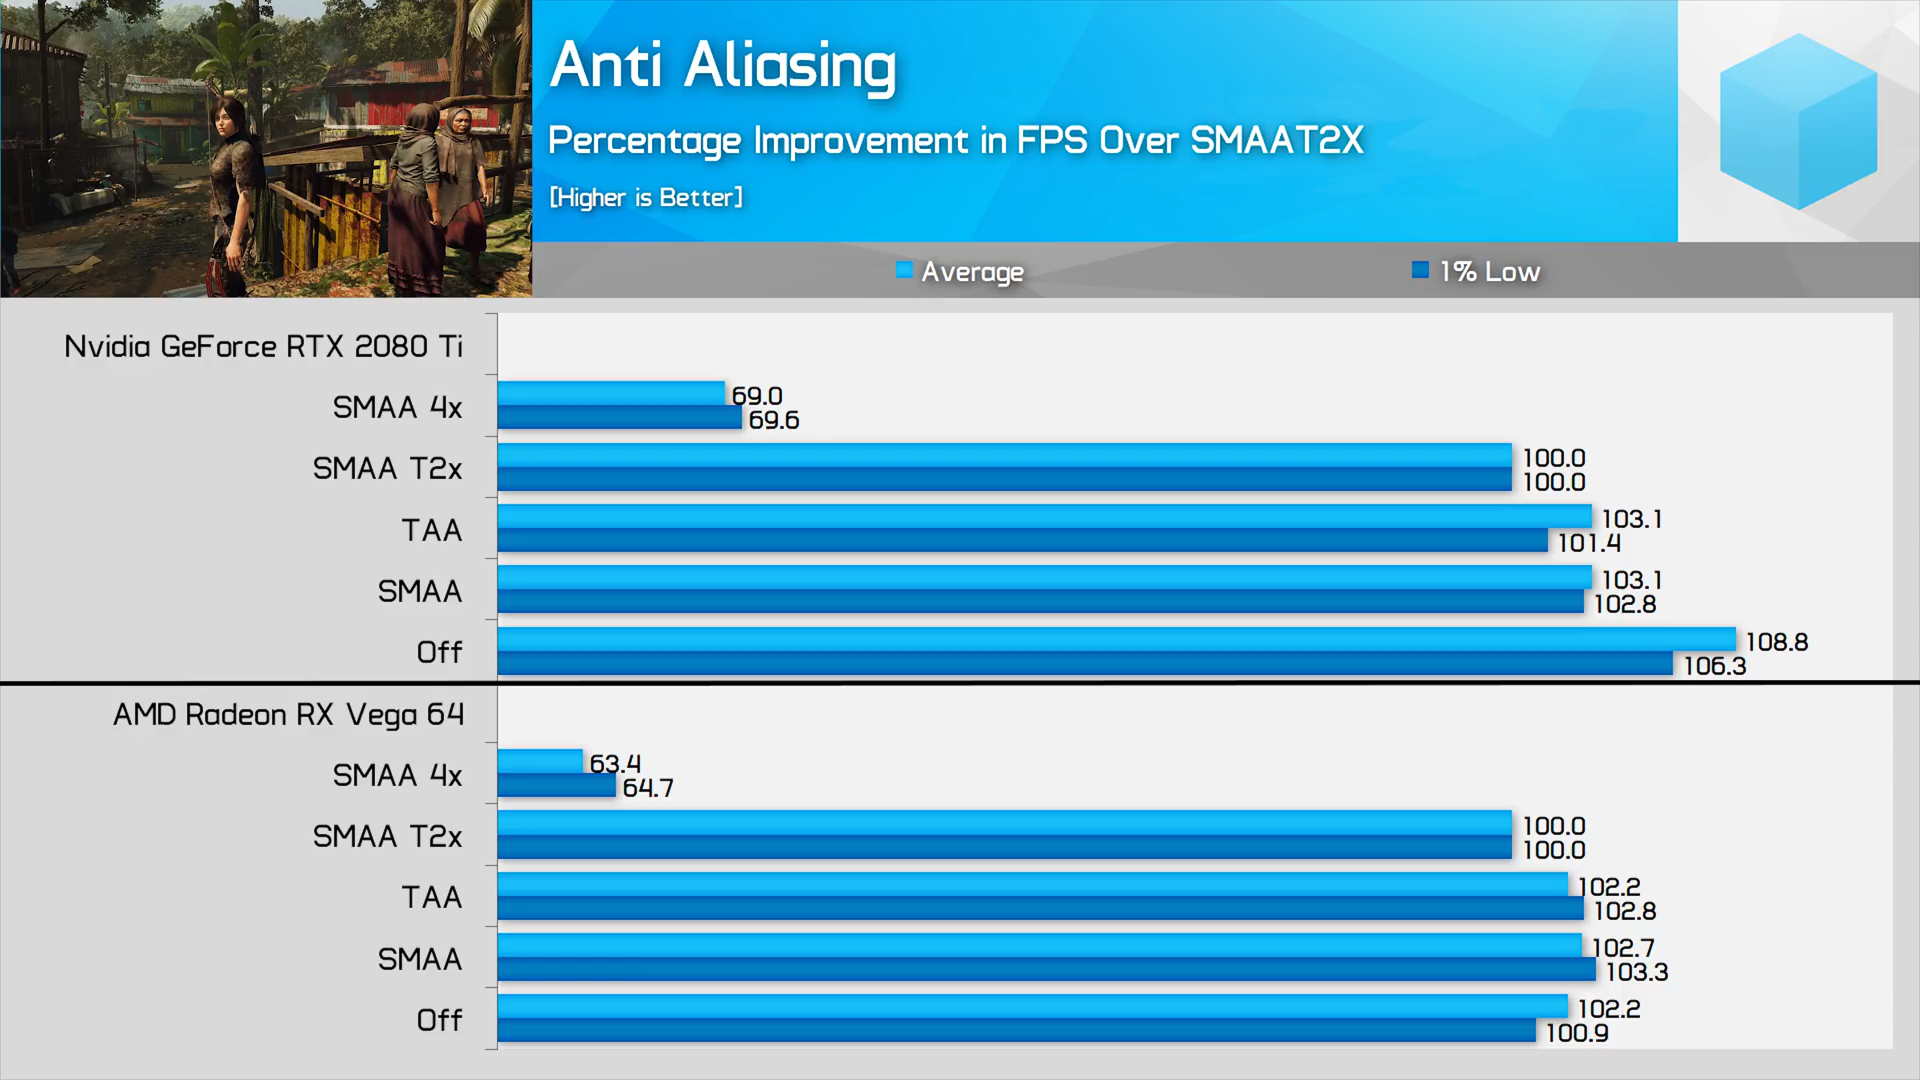 Anti Aliasing
Percentage Improvement in FPS Over SMAAT2X
[Higher is Better]
Average 1% Low
Nvidia GeForce RTX 2080 Ti
SMAA 4x 69.0
69.6
SMAA T2x 100.0
100.0
TAA 103.1
101.4
SMAA 103.1
102.8
Off 108.8
106.3
AMD Radeon RX Vega 64
SMAA 4x 63.4
64.7
SMAA T2x 100.0
100.0
TAA 102.2
102.8
SMAA 102.7
103.3
Off 102.2
100.9